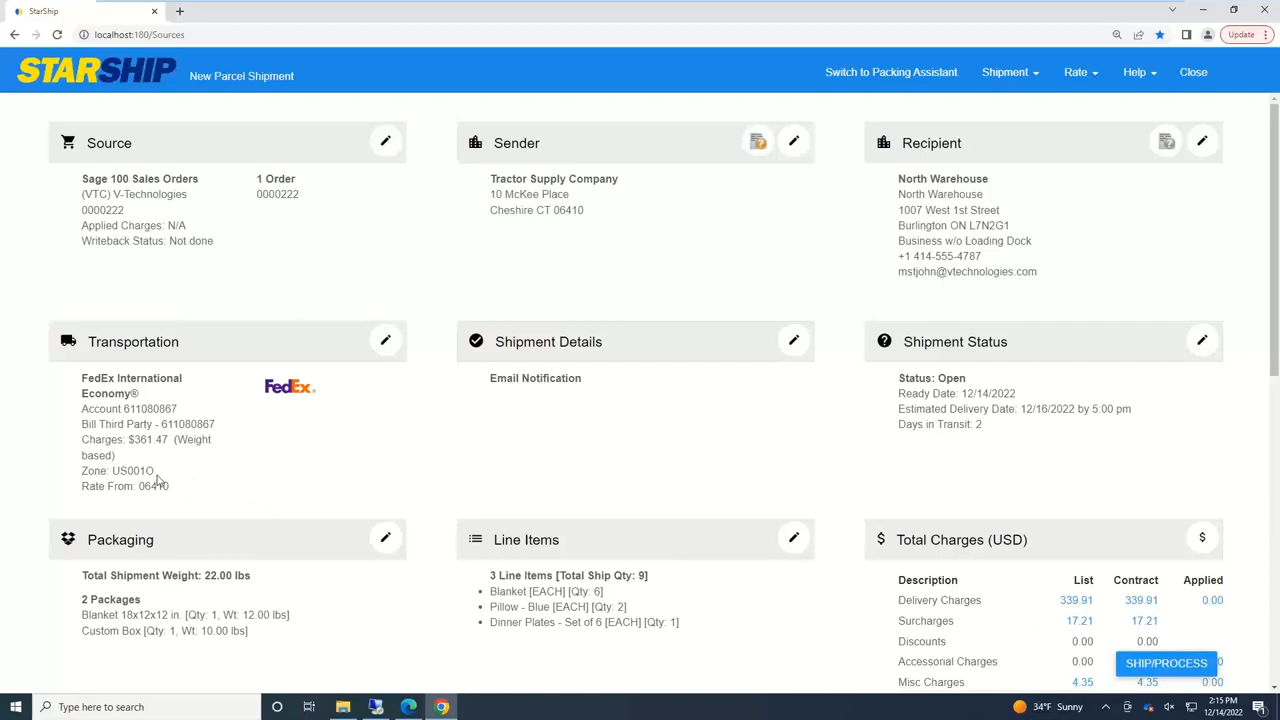 StarShip
localhost:180/Sources
Update
STARSHIP
New Parcel Shipment
Switch to Packing Assistant
Shipment
Rate
Help
Close
Source
Sage 100 Sales Orders
1 Order
(VTC) V-Technologies
0000222
0000222
Applied Charges: N/A
Writeback Status: Not done
Sender
Tractor Supply Company
10 McKee Place
Cheshire CT 06410
Recipient
North Warehouse
North Warehouse
1007 West 1st Street
Burlington ON L7N2G1
Business w/o Loading Dock
+1 414-555-4787
mstjohn@vtechnologies.com
Transportation
FedEx International
Economy®
FedEx.
Account 611080867
Bill Third Party - 611080867
Charges: $361.47 (Weight
based)
Zone: US001O
Rate From: 06410
Shipment Details
Email Notification
Shipment Status
Status: Open
Ready Date: 12/14/2022
Estimated Delivery Date: 12/16/2022 by 5:00 pm
Days in Transit: 2
Packaging
Total Shipment Weight: 22.00 lbs
2 Packages
Blanket 18x12x12 in. [Qty: 1, Wt: 12.00 lbs]
Custom Box [Qty: 1, Wt: 10.00 lbs]
Line Items
3 Line Items [Total Ship Qty: 9]
• Blanket [EACH] [Qty: 6]
• Pillow - Blue [EACH] [Qty: 2]
• Dinner Plates - Set of 6 [EACH] [Qty: 1]
$ Total Charges (USD) $
Description List Contract Applied
Delivery Charges 339.91 339.91 0.00
Surcharges 17.21 17.21
Discounts 0.00 0.00
Accessorial Charges 0.00
SHIP/PROCESS
Misc Charges 4.35 4.35 0.00
Type here to search
34°F Sunny
2:15 PM
12/14/2022